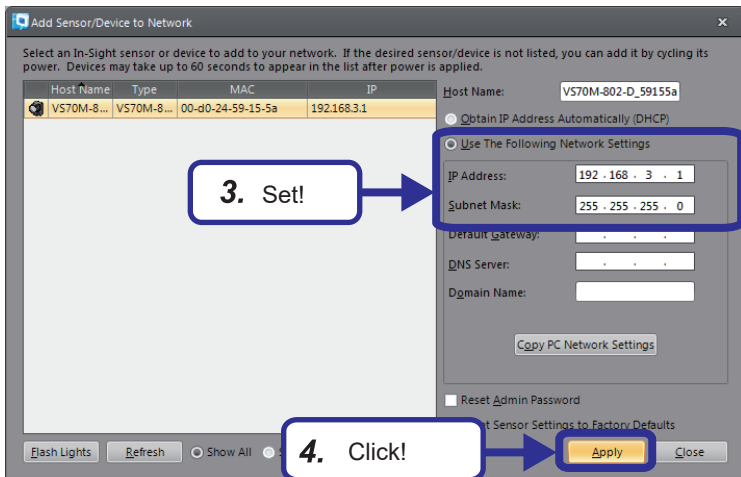 Add Sensor/Device to Network
Select an In-Sight sensor or device to add to your network. If the desired sensor/device is not listed, you can add it by cycling its
power. Devices may take up to 60 seconds to appear in the list after power is applied.
Host Name Type MAC IP
VS70M-8... VS70M-8... 00-d0-24-59-15-5a 192.168.3.1
Host Name: VS70M-802-D_59155a
Obtain IP Address Automatically (DHCP)
Use The Following Network Settings
IP Address: 192 . 168 . 3 . 1
Subnet Mask: 255 . 255 . 255 . 0
3. Set!
Default Gateway: . . .
DNS Server: . . .
Domain Name:
Copy PC Network Settings
Reset Admin Password
Sensor Settings to Factory Defaults
4. Click!
Flash Lights Refresh Show All Apply Close